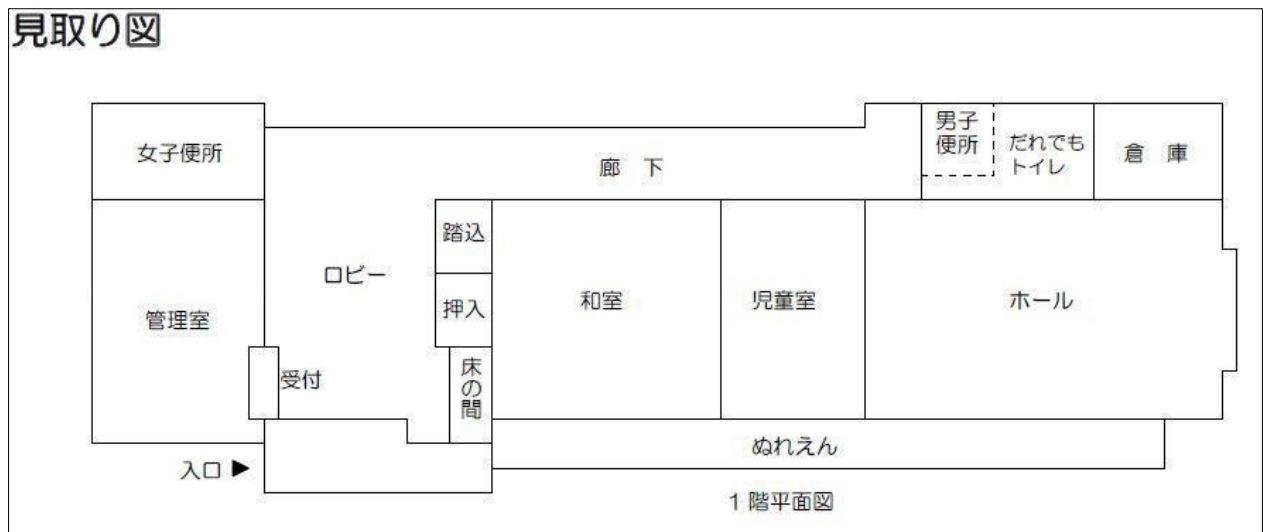 見取り図
女子便所
廊 下
男子
便所
だれでも
トイレ
倉 庫
管理室
ロビー
踏込
押入
床の間
和室
児童室
ホール
受付
入口 ▶
ぬれえん
1階平面図